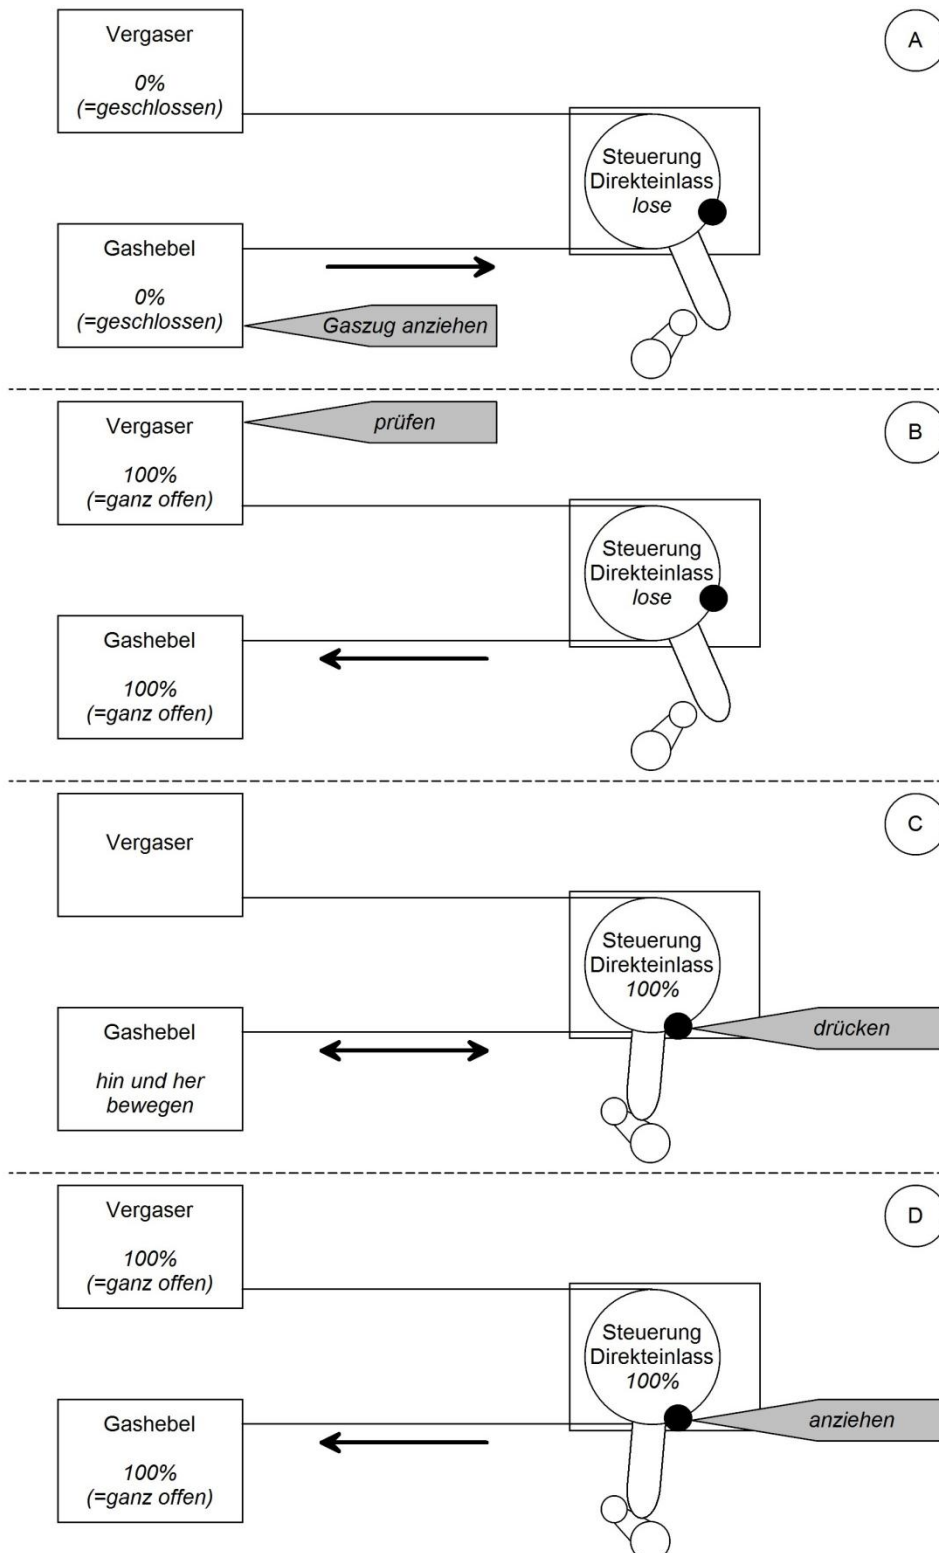 Vergaser
0%
(=geschlossen)
A
Steuerung
Direkteinlass
lose
Gashebel
0%
(=geschlossen)
Gaszug anziehen
Vergaser
100%
(=ganz offen)
prüfen
B
Steuerung
Direkteinlass
lose
Gashebel
100%
(=ganz offen)
Vergaser
C
Steuerung
Direkteinlass
100%
drücken
Gashebel
hin und her
bewegen
Vergaser
100%
(=ganz offen)
D
Steuerung
Direkteinlass
100%
anziehen
Gashebel
100%
(=ganz offen)